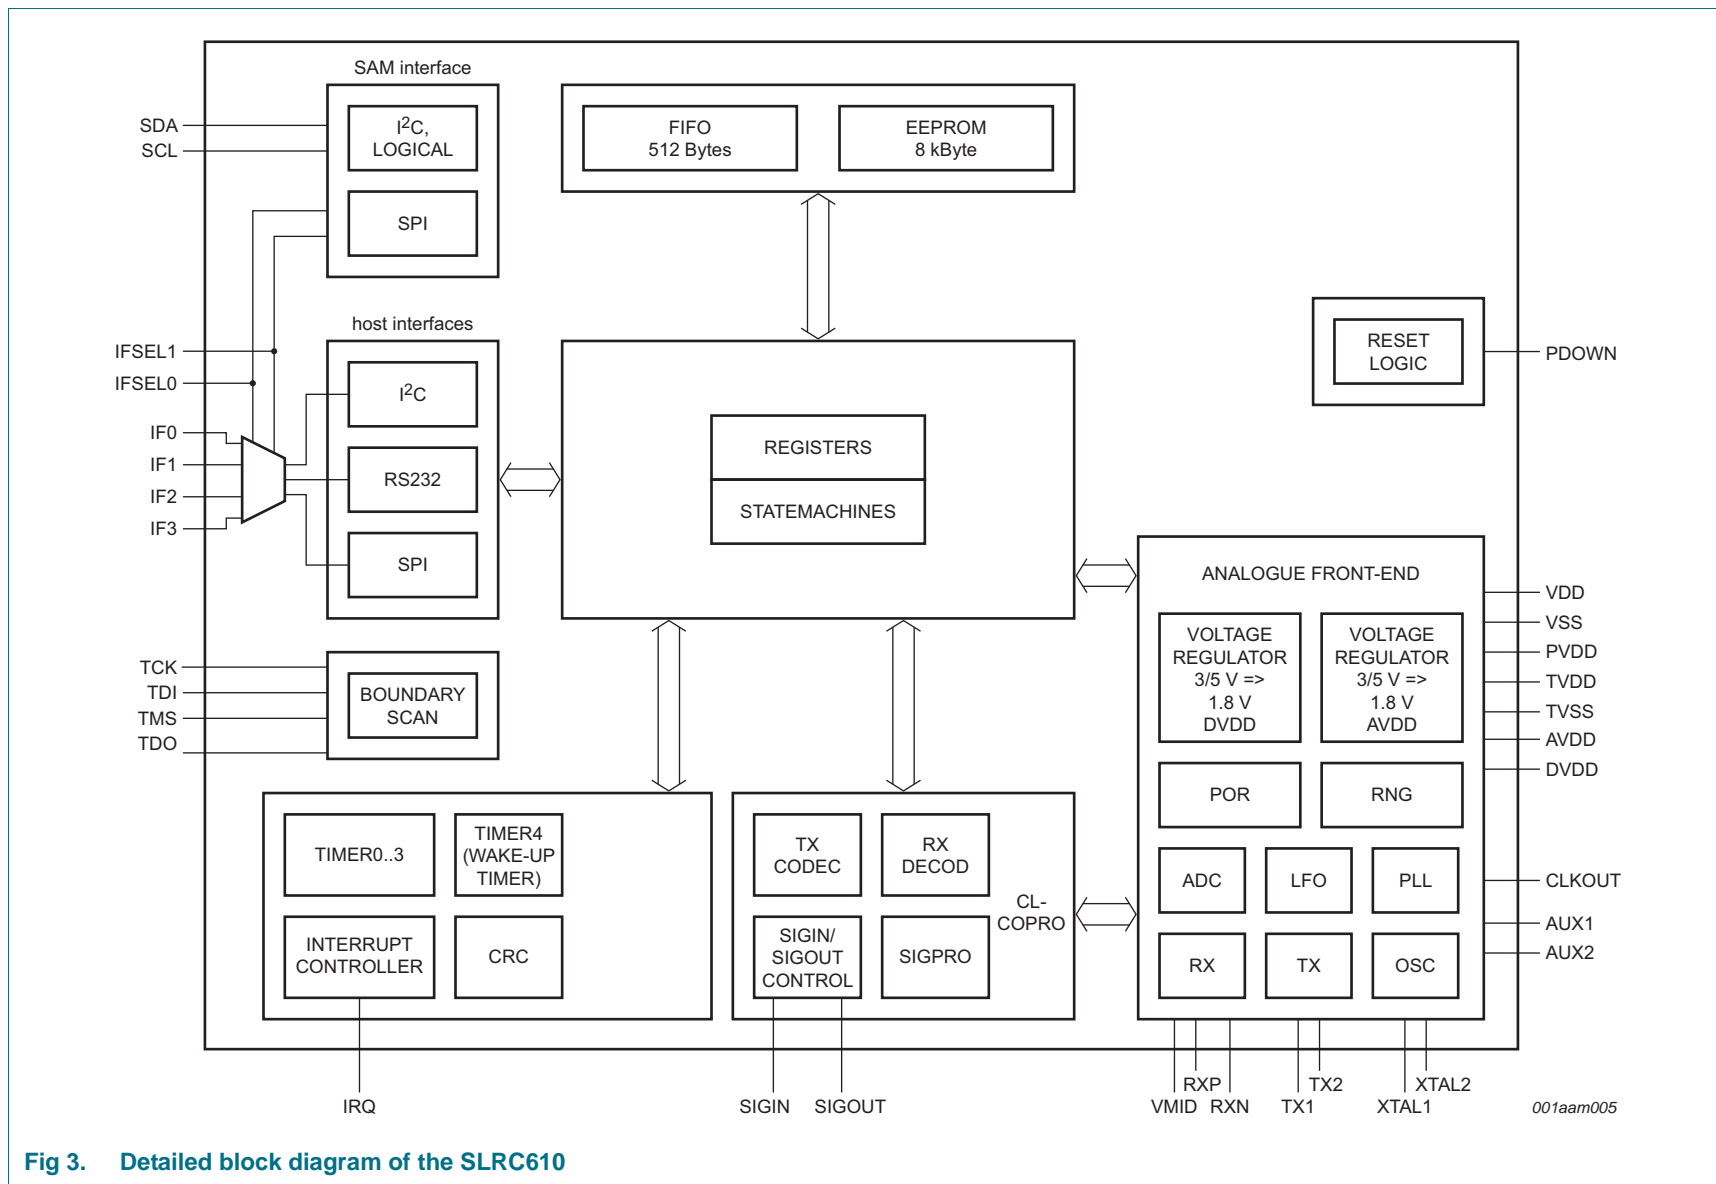 SAM interface
I2C,
LOGICAL
SPI
SDA
SCL
FIFO
512 Bytes
EEPROM
8 kByte
host interfaces
IFSEL1
IFSEL0
IF0
IF1
IF2
IF3
I2C
RS232
SPI
REGISTERS
STATEMACHINES
RESET
LOGIC
PDOWN
TCK
TDI
TMS
TDO
BOUNDARY
SCAN
ANALOGUE FRONT-END
VOLTAGE
REGULATOR
3/5 V =>
1.8 V
DVDD
VOLTAGE
REGULATOR
3/5 V =>
1.8 V
AVDD
POR
RNG
ADC
LFO
PLL
RX
TX
OSC
VDD
VSS
PVDD
TVDD
TVSS
AVDD
DVDD
CLKOUT
AUX1
AUX2
TIMER0..3
TIMER4
(WAKE-UP
TIMER)
INTERRUPT
CONTROLLER
CRC
TX
CODEC
RX
DECOD
SIGIN/
SIGOUT
CONTROL
SIGPRO
CL-
COPRO
IRQ
SIGIN
SIGOUT
VMID
RXP
RXN
TX1
TX2
XTAL1
XTAL2
001aam005
Fig 3. Detailed block diagram of the SLRC610